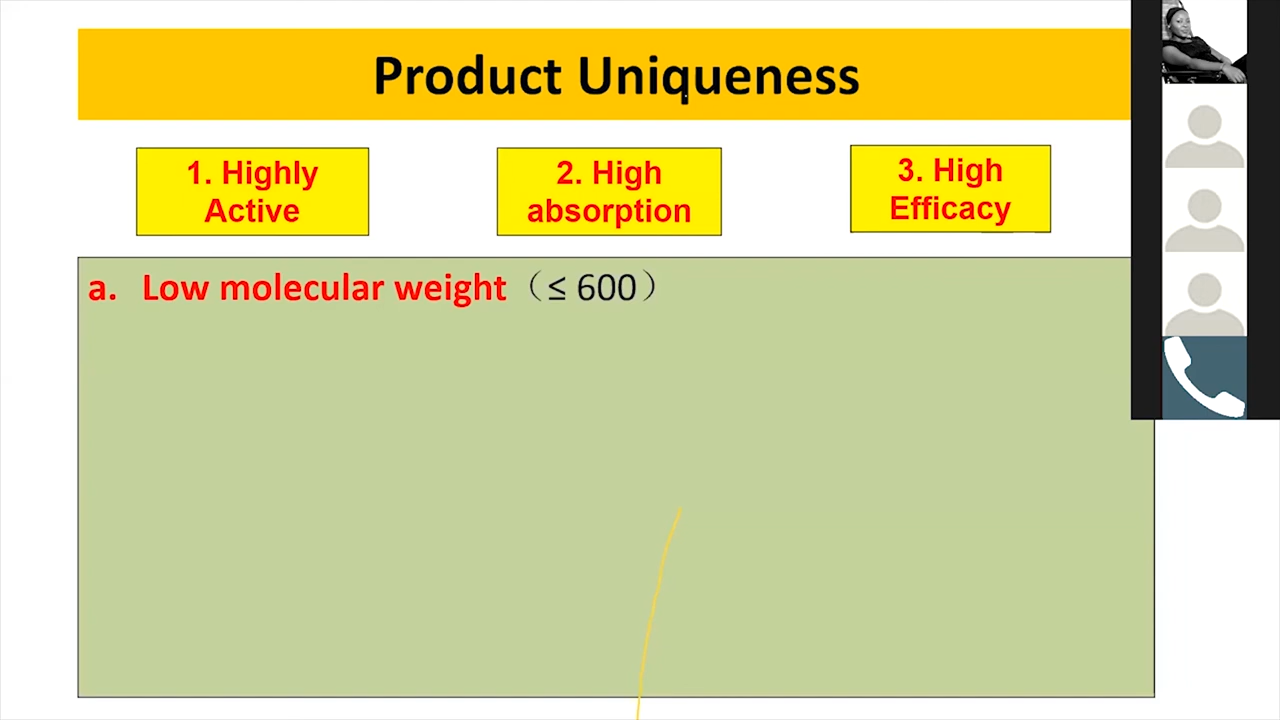 Product Uniqueness
1. Highly
Active
2. High
absorption
3. High
Efficacy
a. Low molecular weight（≤ 600）